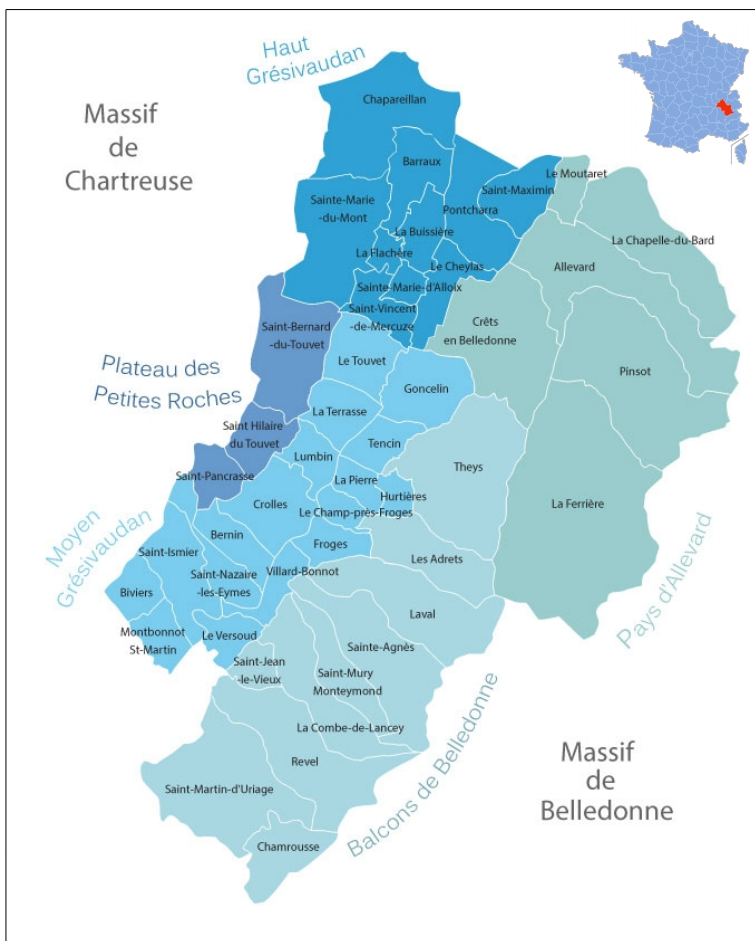 Haut
Grésivaudan
Massif
de
Chartreuse
Chapareillan
Barraux
Le Moutaret
Saint-Maximin
Sainte-Marie
-du-Mont
Pontcharra
La Buissière
La Chapelle-du-Bard
La Flachère
Le Cheylas
Allevard
Sainte-Marie-d'Alloix
Saint-Vincent
-de-Mercuze
Crêts
en Belledonne
Saint-Bernard
-du-Touvet
Le Touvet
Plateau des
Petites Roches
Goncelin
Pinsot
La Terrasse
Saint Hilaire
du Touvet
Tencin
Lumbin
Theys
Saint-Pancrasse
La Pierre
Crolles
Hurtières
La Ferrière
Le Champ-près-Froges
Moyen
Grésivaudan
Bernin
Froges
Saint-Ismier
Les Adrets
Villard-Bonnot
Saint-Nazaire
-les-Eymes
Biviers
Pays d'Allevard
Laval
Montbonnot
St-Martin
Le Versoud
Sainte-Agnès
Saint-Jean
-le-Vieux
Saint-Mury
Monteymond
La Combe-de-Lancey
Revel
Balcons de Belledonne
Massif
de
Belledonne
Saint-Martin-d'Uriage
Chamrousse